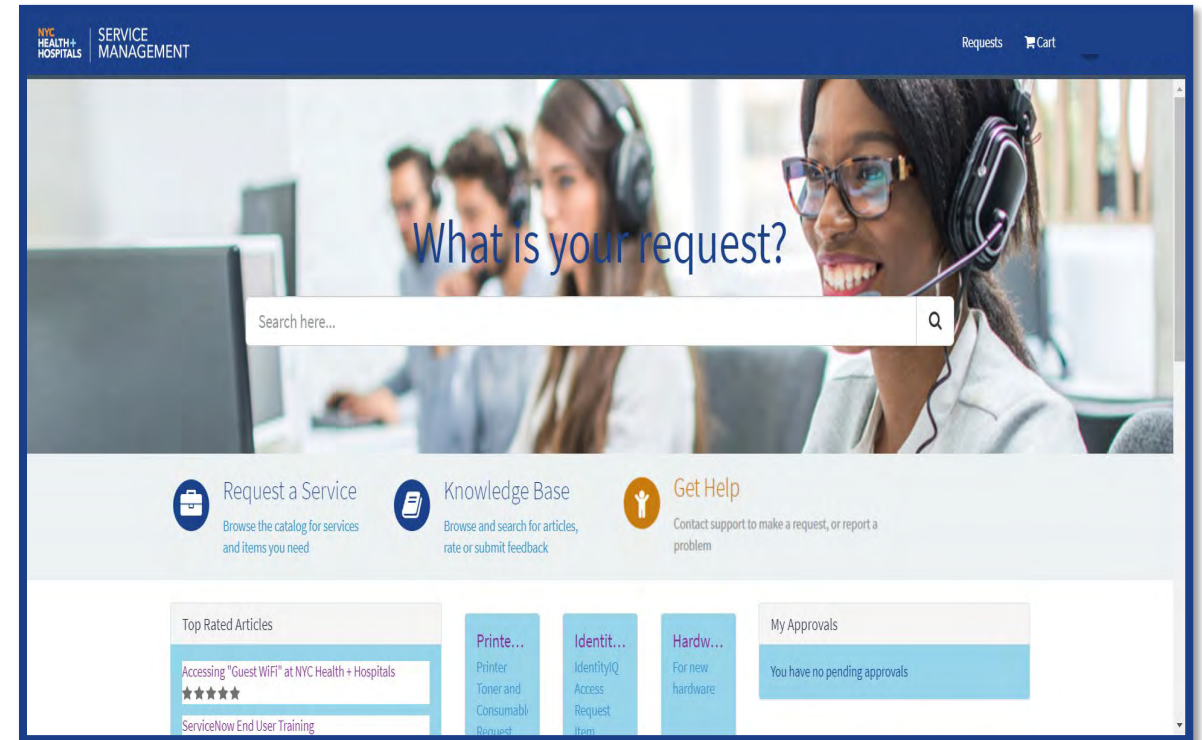 NYC
HEALTH+
HOSPITALS
SERVICE
MANAGEMENT
Requests
Cart
What is your request?
Search here...
Request a Service
Browse the catalog for services
and items you need
Knowledge Base
Browse and search for articles,
rate or submit feedback
Get Help
Contact support to make a request, or report a
problem
Top Rated Articles
Accessing "Guest WiFi" at NYC Health + Hospitals
ServiceNow End User Training
Printe...
Printer
Toner and
Consumabl
Request
Identit...
IdentityIQ
Access
Request
Item
Hardw...
For new
hardware
My Approvals
You have no pending approvals